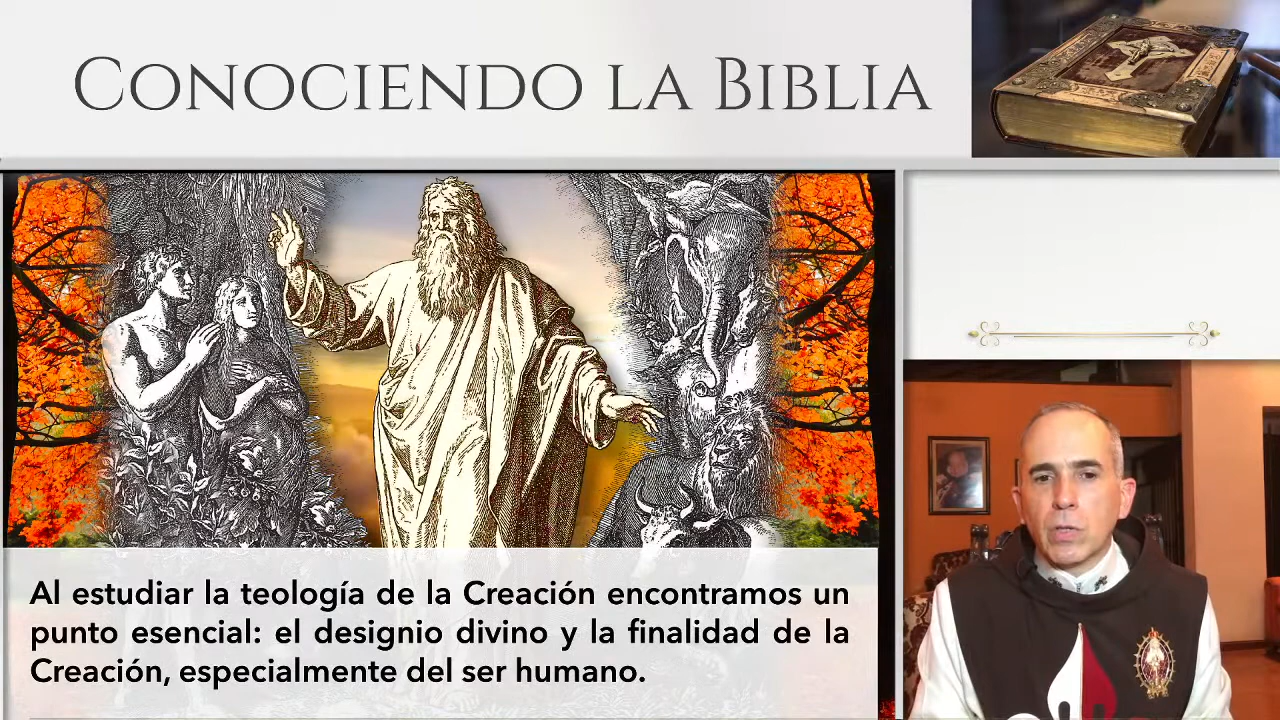 CONOCIENDO LA BIBLIA
Al estudiar la teología de la Creación encontramos un
punto esencial: el designio divino y la finalidad de la
Creación, especialmente del ser humano.